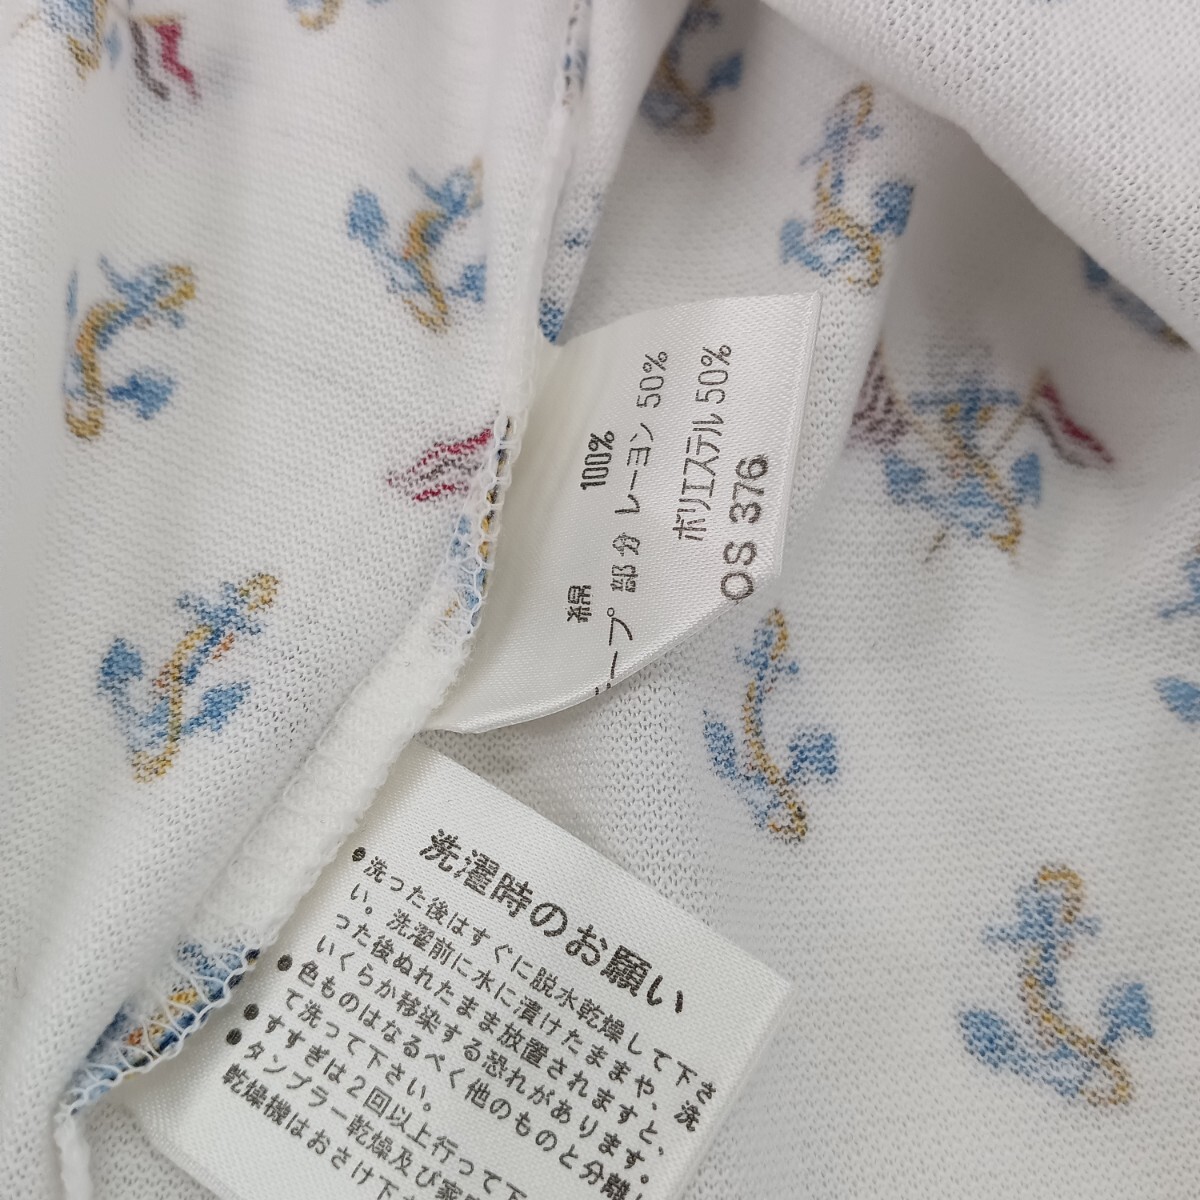 綿 100%
テープ部分 レーヨン 50%
ポリエステル 50%
OS 376
洗濯時のお願い
●洗った後はすぐに脱水乾燥して下さ
い。洗濯前に水に漬けたままや、洗
った後ぬれたまま放置されますと、
いくらか移染する恐れがあります。
●色ものはなるべく他のものと分離し
て洗って下さい。
●すすぎは2回以上行って下
●タンブラー乾燥及び家庭
乾燥機はおさけ下